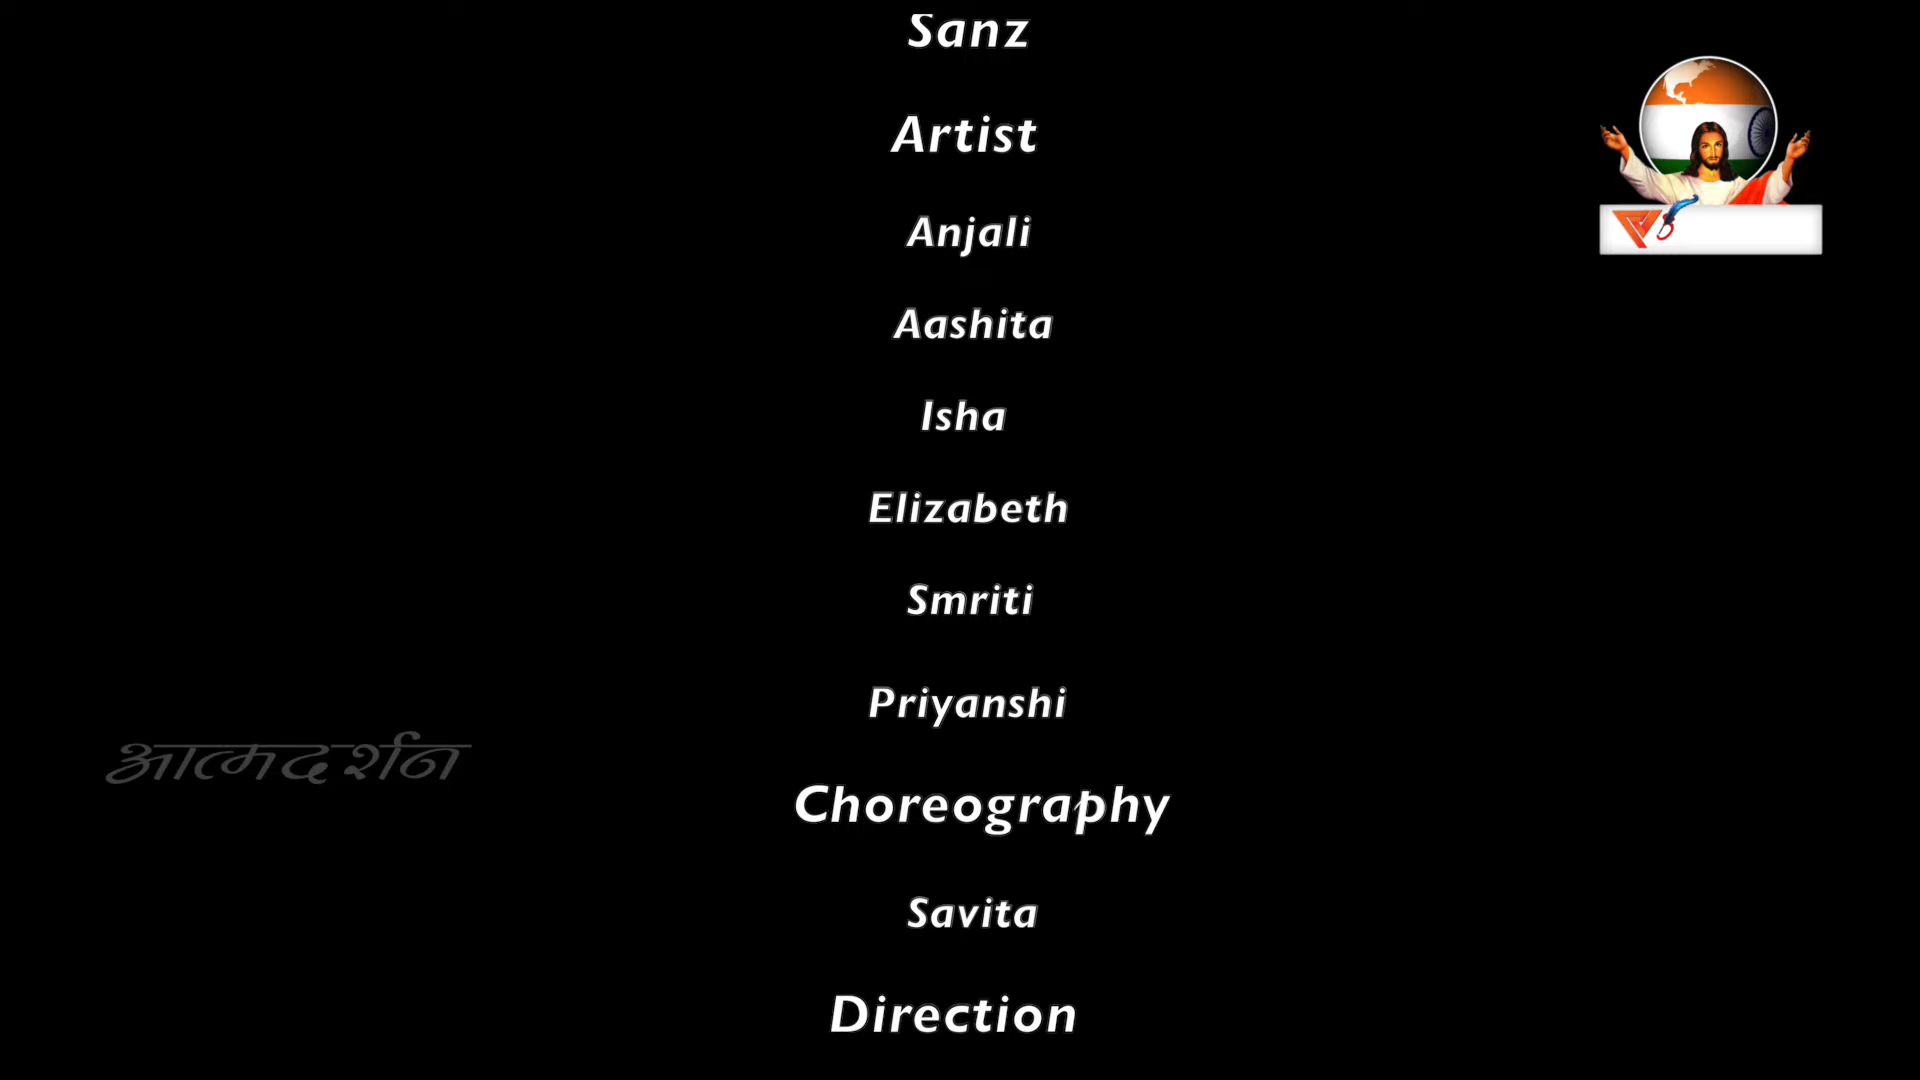 Sanz
Artist
Anjali
Aashita
Isha
Elizabeth
Smriti
Priyanshi
आत्मदर्शन
Choreography
Savita
Direction